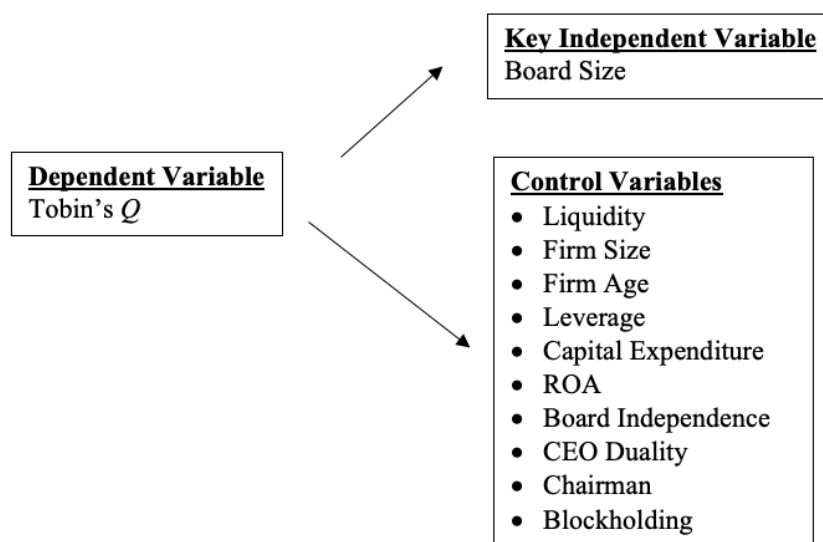 Key Independent Variable
Board Size
Dependent Variable
Tobin's Q
Control Variables
• Liquidity
• Firm Size
• Firm Age
• Leverage
• Capital Expenditure
• ROA
• Board Independence
• CEO Duality
• Chairman
• Blockholding